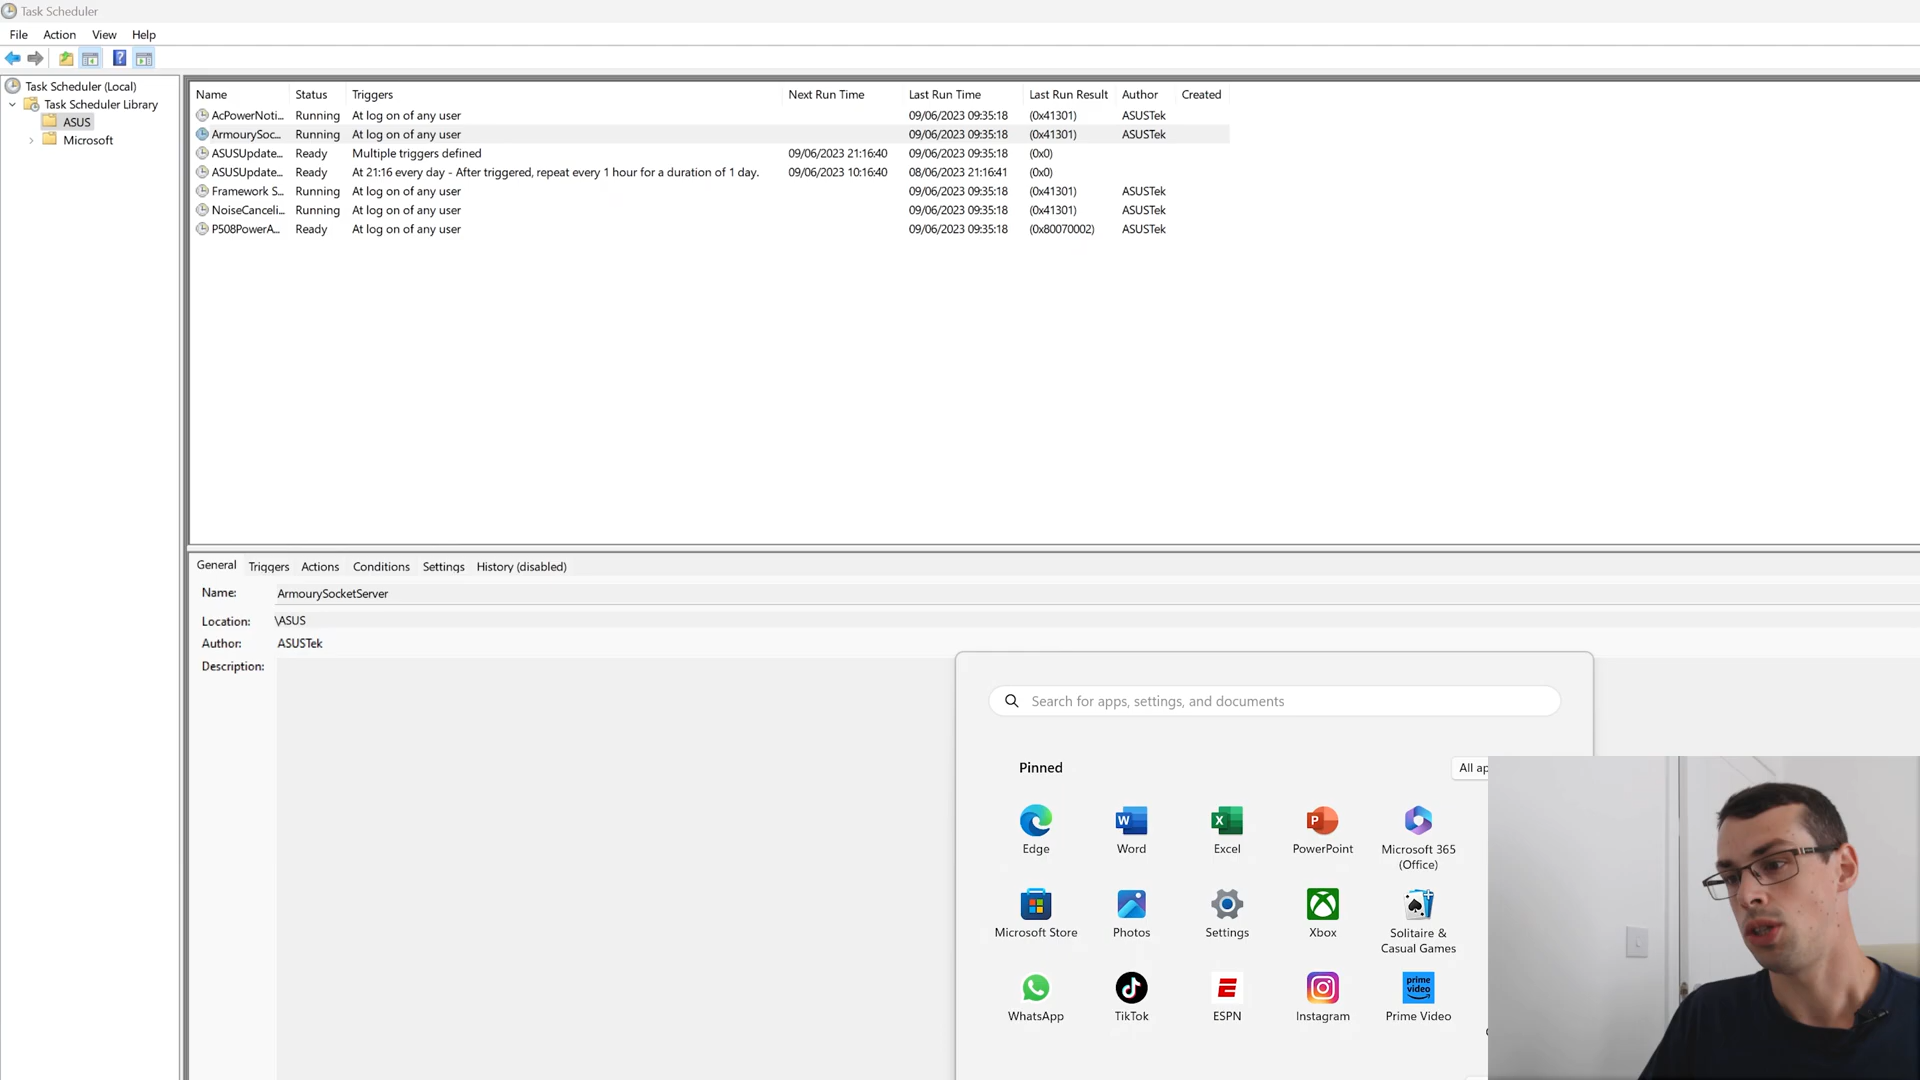 Task Scheduler
File Action View Help
Task Scheduler (Local)
Task Scheduler Library
ASUS
Microsoft
Name Status Triggers Next Run Time Last Run Time Last Run Result Author Created
AcPowerNoti... Running At log on of any user 09/06/2023 09:35:18 (0x41301) ASUSTek
ArmourySoc... Running At log on of any user 09/06/2023 09:35:18 (0x41301) ASUSTek
ASUSUpdate... Ready Multiple triggers defined 09/06/2023 21:16:40 09/06/2023 09:35:18 (0x0)
ASUSUpdate... Ready At 21:16 every day - After triggered, repeat every 1 hour for a duration of 1 day. 09/06/2023 10:16:40 08/06/2023 21:16:41 (0x0)
Framework S... Running At log on of any user 09/06/2023 09:35:18 (0x41301) ASUSTek
NoiseCanceli... Running At log on of any user 09/06/2023 09:35:18 (0x41301) ASUSTek
P508PowerA... Ready At log on of any user 09/06/2023 09:35:18 (0x80070002) ASUSTek
General Triggers Actions Conditions Settings History (disabled)
Name: ArmourySocketServer
Location: \ASUS
Author: ASUSTek
Description:
Search for apps, settings, and documents
Pinned All ap
Edge Word Excel PowerPoint Microsoft 365
(Office)
Microsoft Store Photos Settings Xbox Solitaire &
Casual Games
prime
video
WhatsApp TikTok ESPN Instagram Prime Video